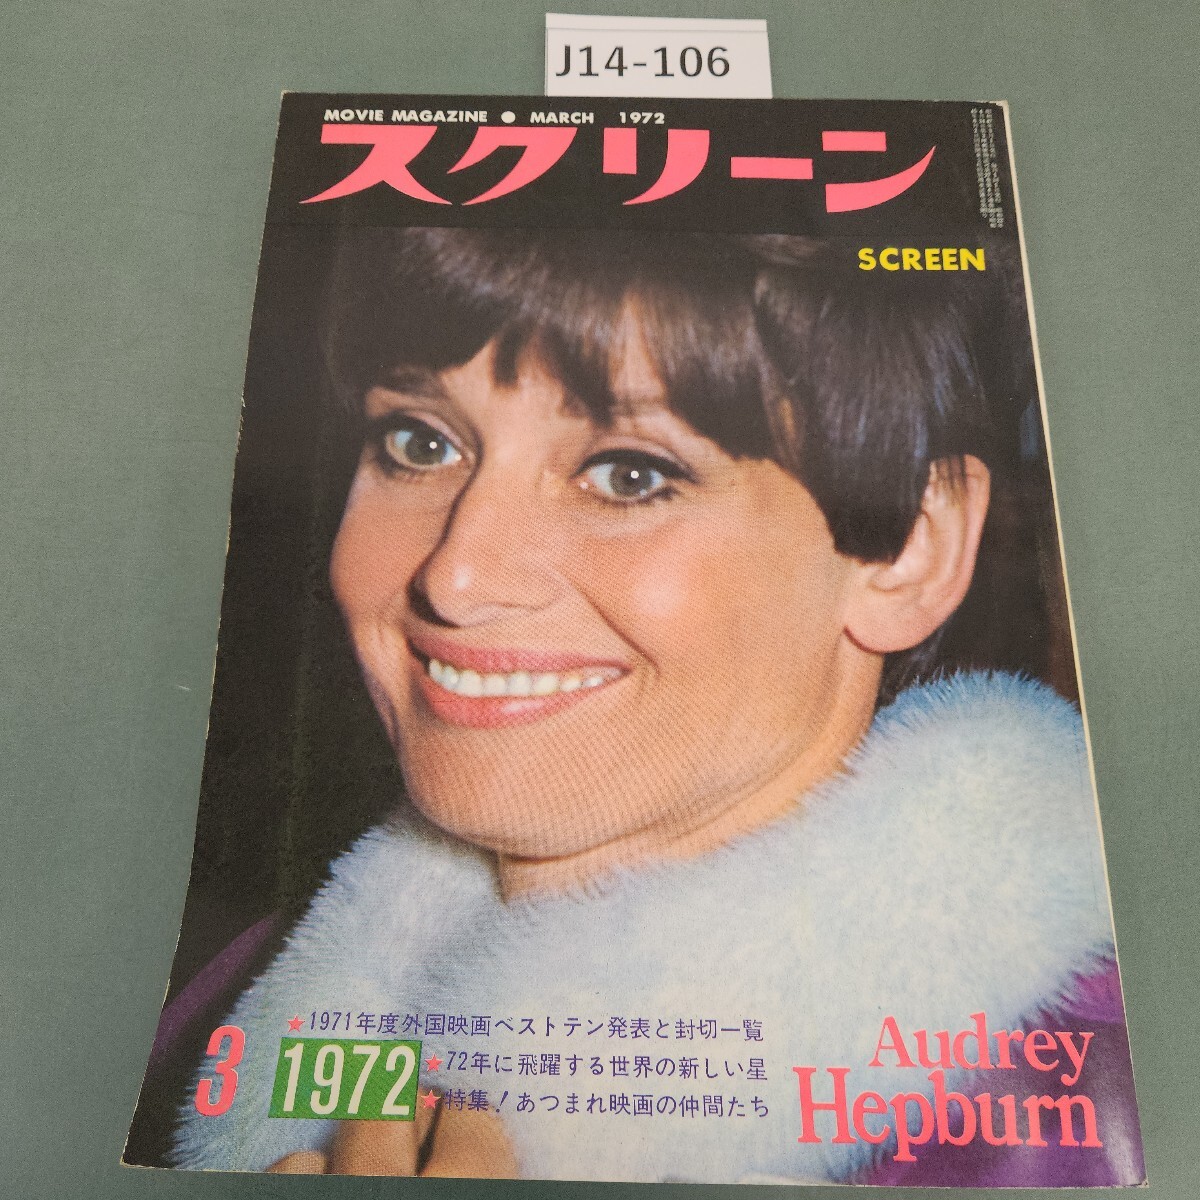 J14-106
MOVIE MAGAZINE ● MARCH 1972
スクリーン
SCREEN
★1971年度外国映画ベストテン発表と封切一覧
★72年に飛躍する世界の新しい星
★特集!あつまれ映画の仲間たち
3
1972
Audrey
Hepburn